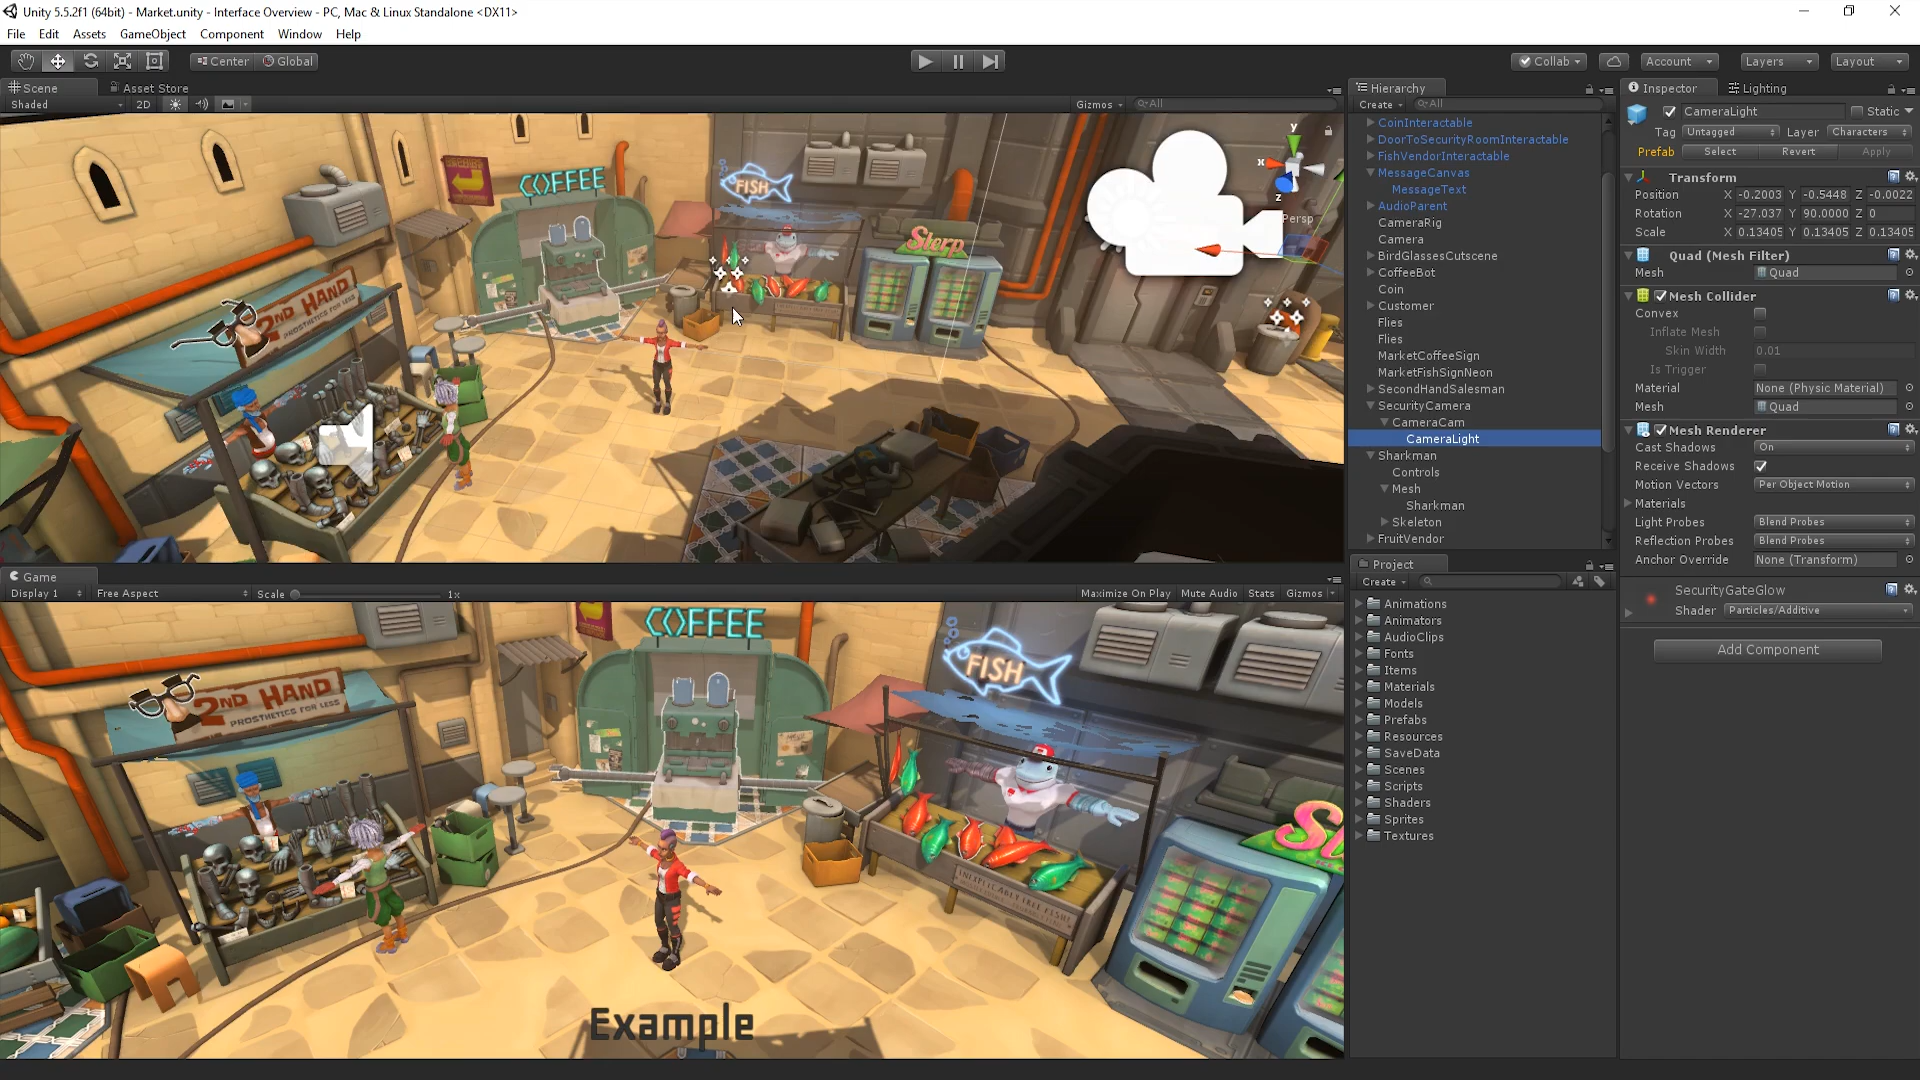 Unity 5.5.2f1 (64bit) - Market.unity - Interface Overview - PC, Mac & Linux Standalone <DX11>
File Edit Assets GameObject Component Window Help
Center Global
Collab Account Layers Layout
Scene Asset Store
Shaded 2D Gizmos All
COFFEE
FISH
Slerp
2ND HAND
PROSTHETICS FOR LESS
y
x
z
Persp
Game
Display 1 Free Aspect Scale 1x Maximize On Play Mute Audio Stats Gizmos
COFFEE
FISH
2ND HAND
PROSTHETICS FOR LESS
INEXPLICABLY FREE FISH!
Example
Hierarchy
Create All
CoinInteractable
DoorToSecurityRoomInteractable
FishVendorInteractable
MessageCanvas
MessageText
AudioParent
CameraRig
Camera
BirdGlassesCutscene
CoffeeBot
Coin
Customer
Flies
Flies
MarketCoffeeSign
MarketFishSignNeon
SecondHandSalesman
SecurityCamera
CameraCam
CameraLight
Sharkman
Controls
Mesh
Sharkman
Skeleton
FruitVendor
Project
Create
Animations
Animators
AudioClips
Fonts
Items
Materials
Models
Prefabs
Resources
SaveData
Scenes
Scripts
Shaders
Sprites
Textures
Inspector Lighting
CameraLight Static
Tag Untagged Layer Characters
Prefab Select Revert Apply
Transform
Position X -0.2003 Y -0.5448 Z -0.0022
Rotation X -27.037 Y 90.0000 Z 0
Scale X 0.13405 Y 0.13405 Z 0.13405
Quad (Mesh Filter)
Mesh Quad
Mesh Collider
Convex
Inflate Mesh
Skin Width 0.01
Is Trigger
Material None (Physic Material)
Mesh Quad
Mesh Renderer
Cast Shadows On
Receive Shadows
Motion Vectors Per Object Motion
Materials
Light Probes Blend Probes
Reflection Probes Blend Probes
Anchor Override None (Transform)
SecurityGateGlow
Shader Particles/Additive
Add Component